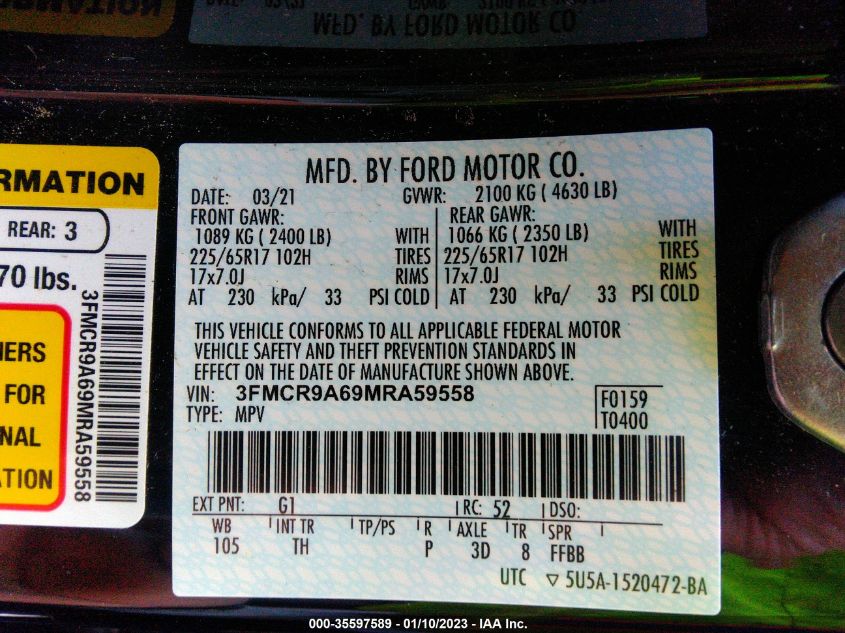 MFD. BY FORD MOTOR CO.
RMATION
REAR: 3
70 lbs.
3FMCR9A69MRA59558
NERS
FOR
NAL
ATION
MFD. BY FORD MOTOR CO.
DATE: 03/21 GVWR: 2100 KG ( 4630 LB)
FRONT GAWR: REAR GAWR:
1089 KG ( 2400 LB) WITH 1066 KG ( 2350 LB) WITH
225/65R17 102H TIRES 225/65R17 102H TIRES
17x7.0J RIMS 17x7.0J RIMS
AT 230 kPa/ 33 PSI COLD AT 230 kPa/ 33 PSI COLD
THIS VEHICLE CONFORMS TO ALL APPLICABLE FEDERAL MOTOR
VEHICLE SAFETY AND THEFT PREVENTION STANDARDS IN
EFFECT ON THE DATE OF MANUFACTURE SHOWN ABOVE.
VIN: 3FMCR9A69MRA59558 F0159
TYPE: MPV T0400
EXT PNT: G1 RC: 52 DSO:
WB INT TR TP/PS R AXLE TR SPR
105 TH P 3D 8 FFBB
UTC ▽ 5U5A-1520472-BA
000-35597589 - 01/10/2023 - IAA Inc.